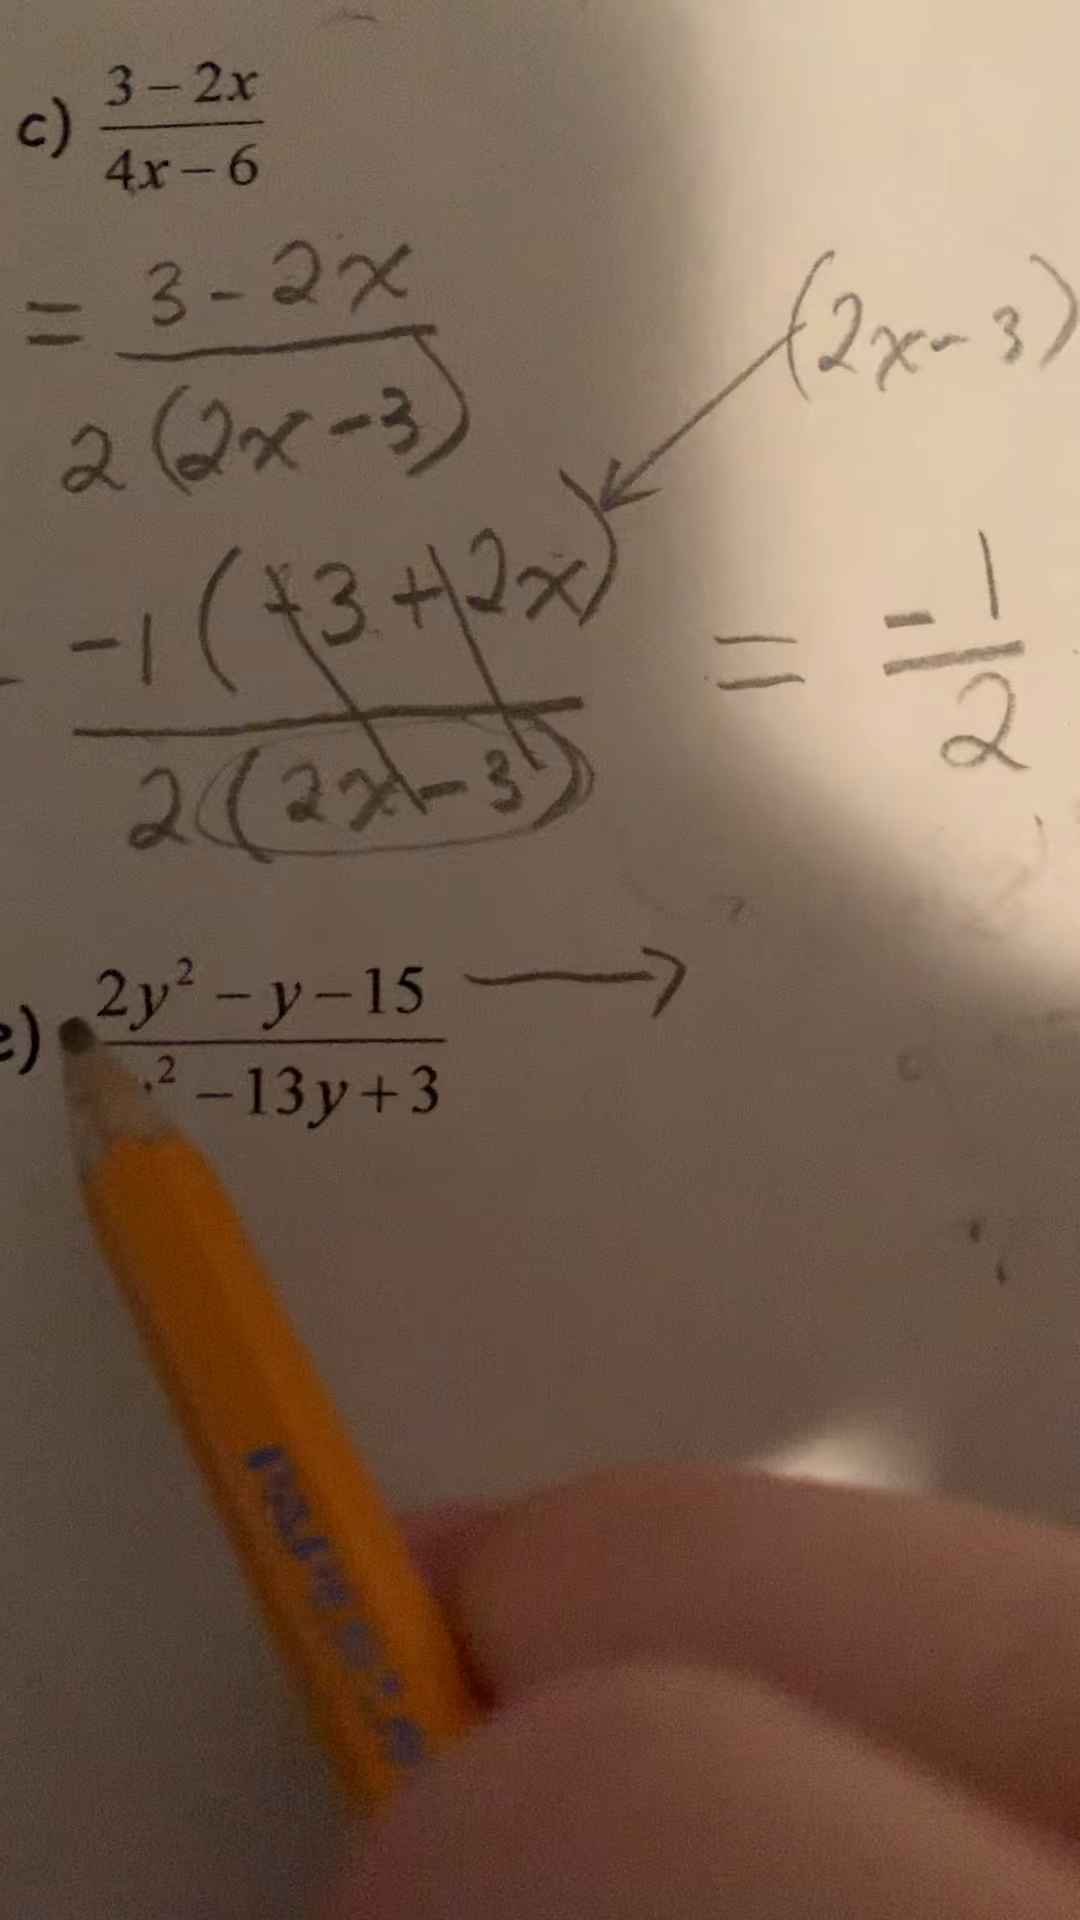 c) 3 – 2x
4x – 6
= 3 - 2x
2 (2x - 3)
(2x - 3)
-1 (-3 + 2x)
2 (2x - 3)
= -1
2
e) 2y² – y – 15
² – 13y + 3